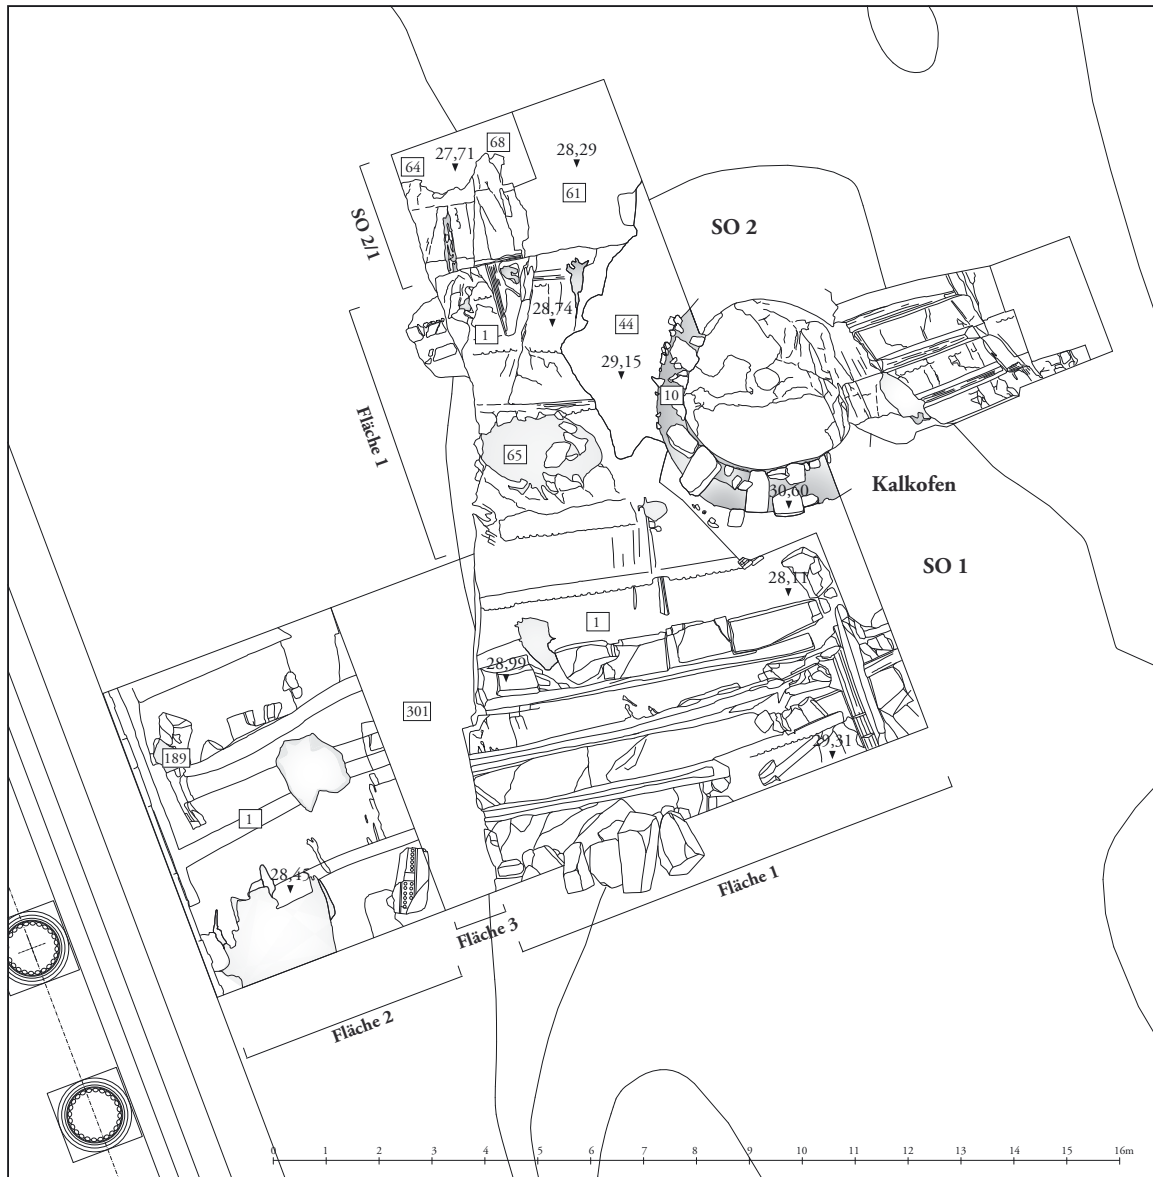 68
27,71
28,29
64
61
SO 2/1
SO 2
28,74
44
1
29,15
10
Fläche 1
65
Kalkofen
30,60
SO 1
28,11
1
28,99
301
29,31
189
1
28,45
Fläche 1
Fläche 3
Fläche 2
0 1 2 3 4 5 6 7 8 9 10 11 12 13 14 15 16m